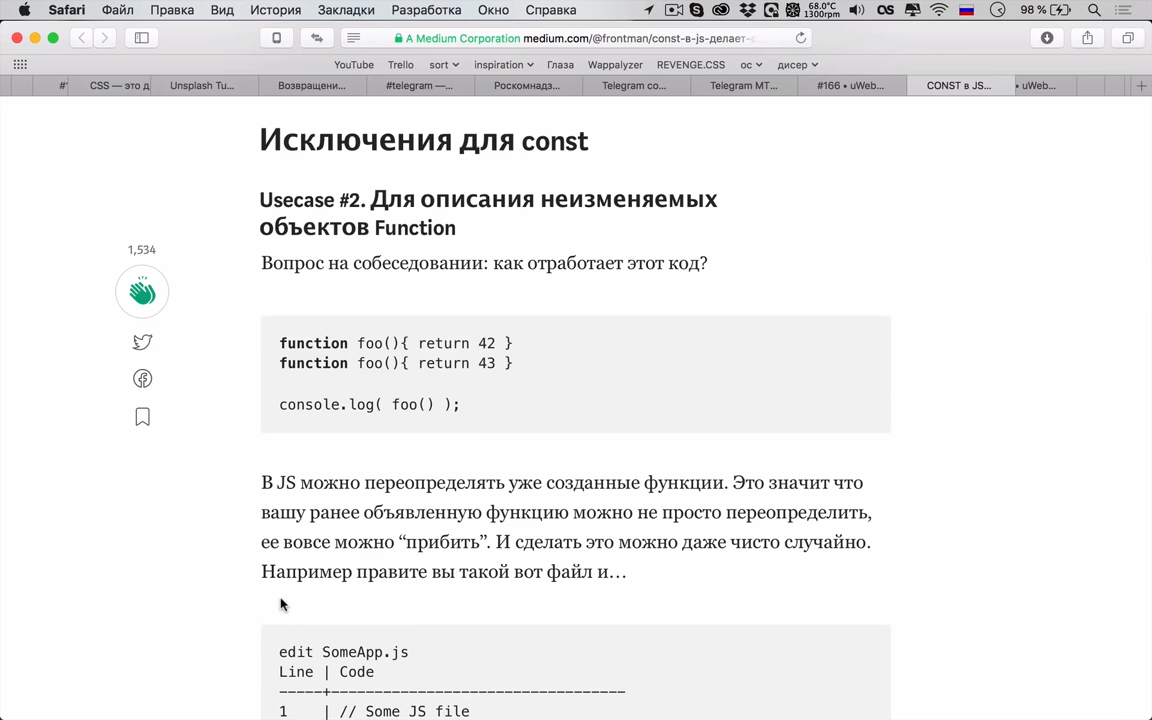 Safari Файл Правка Вид История Закладки Разработка Окно Справка 68.0°C 1300rpm 98 %
A Medium Corporation medium.com/@frontman/const-в-js-делает-
YouTube Trello sort inspiration Глаза Wappalyzer REVENGE.CSS ос дисер
CSS — это д Unsplash Tu... Возвращени... #telegram —... Роскомнадз... Telegram co... Telegram MT... #166 • uWeb... CONST в JS... • uWeb...
Исключения для const
Usecase #2. Для описания неизменяемых
объектов Function
1,534
Вопрос на собеседовании: как отработает этот код?
function foo(){ return 42 }
function foo(){ return 43 }
console.log( foo() );
В JS можно переопределять уже созданные функции. Это значит что
вашу ранее объявленную функцию можно не просто переопределить,
ее вовсе можно “прибить”. И сделать это можно даже чисто случайно.
Например правите вы такой вот файл и…
edit SomeApp.js
Line | Code
-----+----------------------------------
1 | // Some JS file